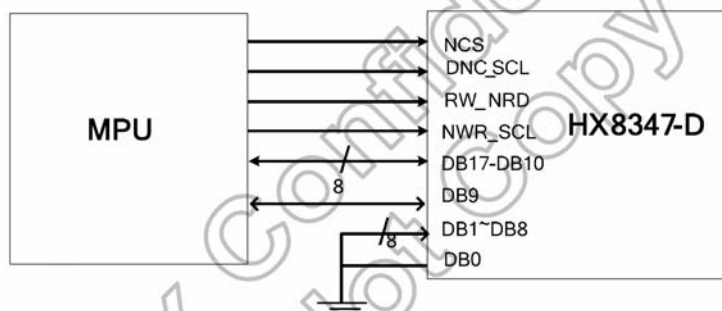 MPU
HX8347-D
NCS
DNC_SCL
RW_NRD
NWR_SCL
DB17-DB10
8
DB9
DB1~DB8
8
DB0